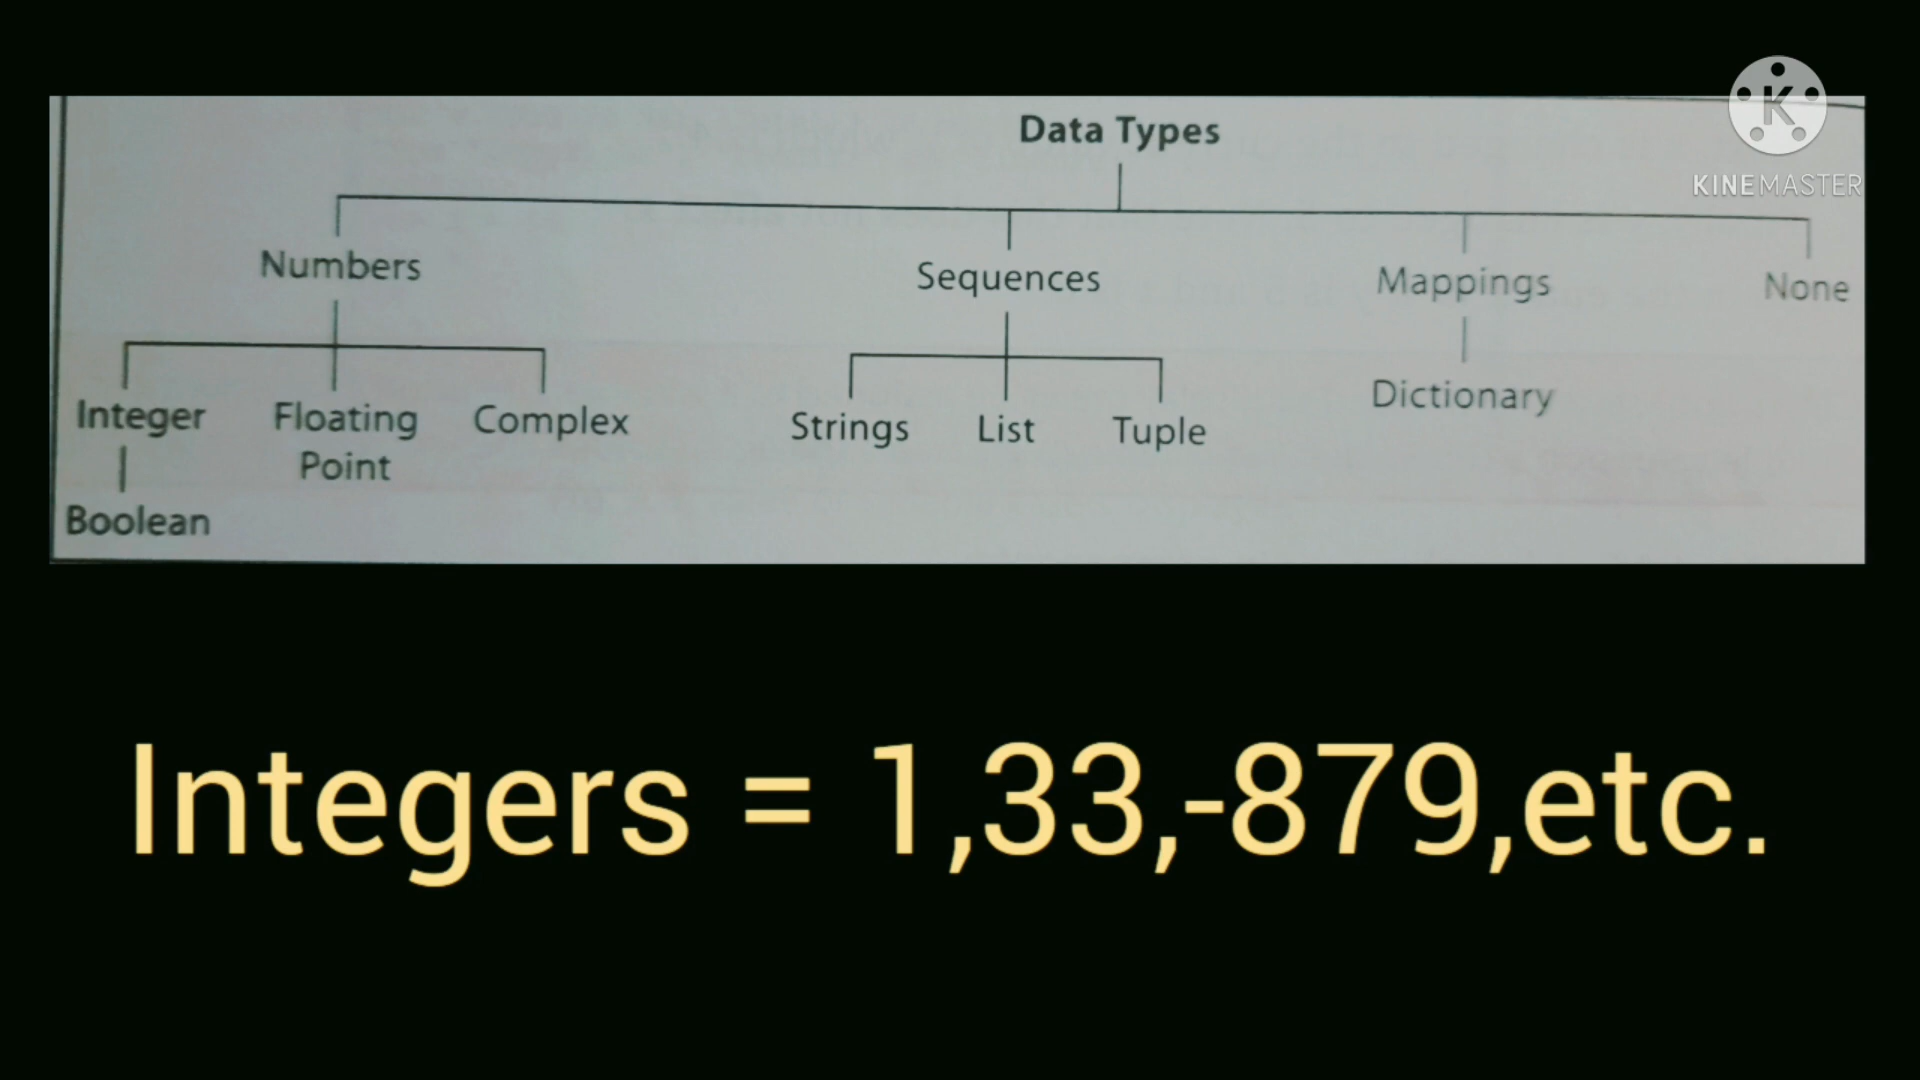 Data Types
K
KINEMASTER
Numbers
Sequences
Mappings
None
Integer
Floating
Point
Complex
Strings
List
Tuple
Dictionary
Boolean
Integers = 1,33,-879,etc.